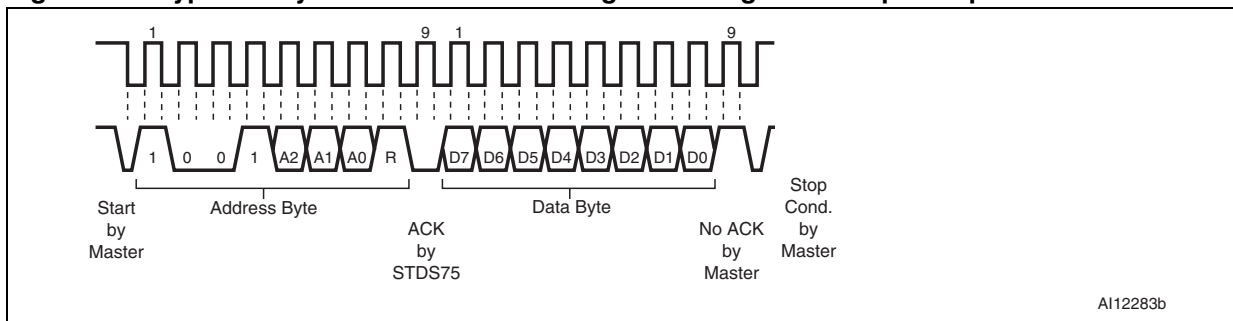 1 9 1 9
1 0 0 1 A2 A1 A0 R D7 D6 D5 D4 D3 D2 D1 D0
Start
by
Master
Address Byte
ACK
by
STDS75
Data Byte
No ACK
by
Master
Stop
Cond.
by
Master
AI12283b